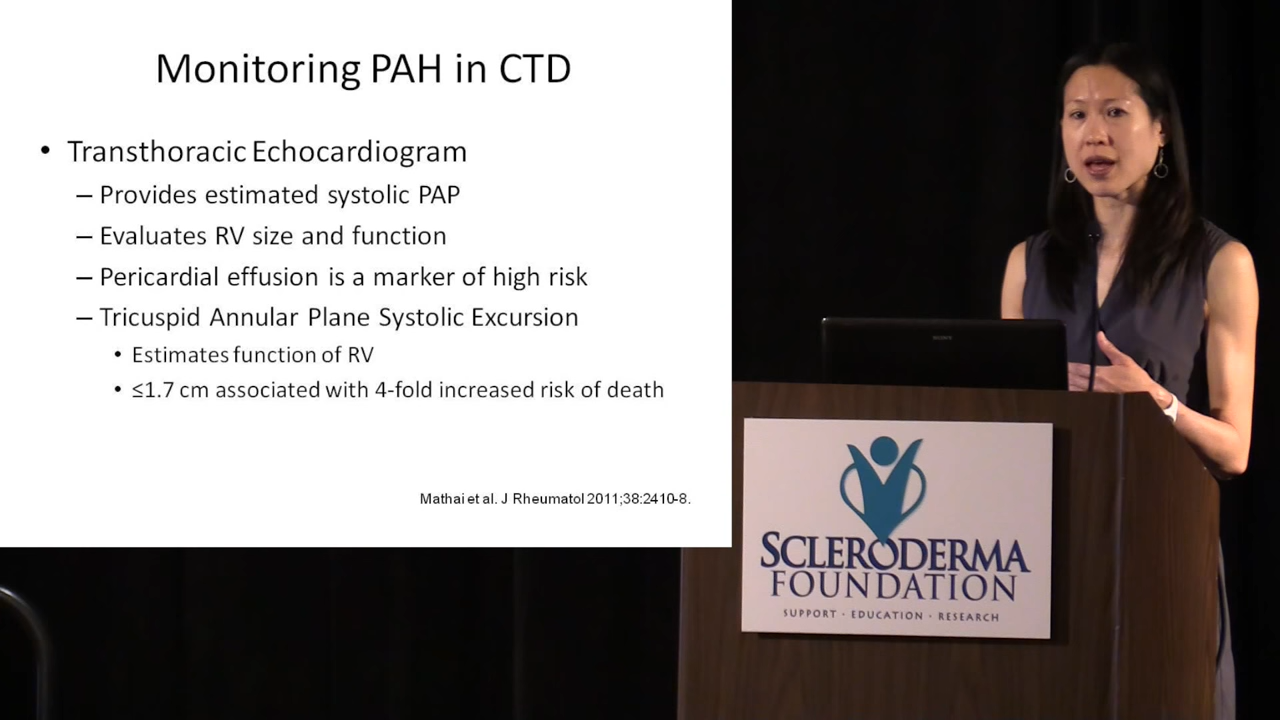 Monitoring PAH in CTD
• Transthoracic Echocardiogram
– Provides estimated systolic PAP
– Evaluates RV size and function
– Pericardial effusion is a marker of high risk
– Tricuspid Annular Plane Systolic Excursion
• Estimates function of RV
• ≤1.7 cm associated with 4-fold increased risk of death
Mathai et al. J Rheumatol 2011;38:2410-8.
SONY
SCLERODERMA
FOUNDATION
SUPPORT · EDUCATION · RESEARCH